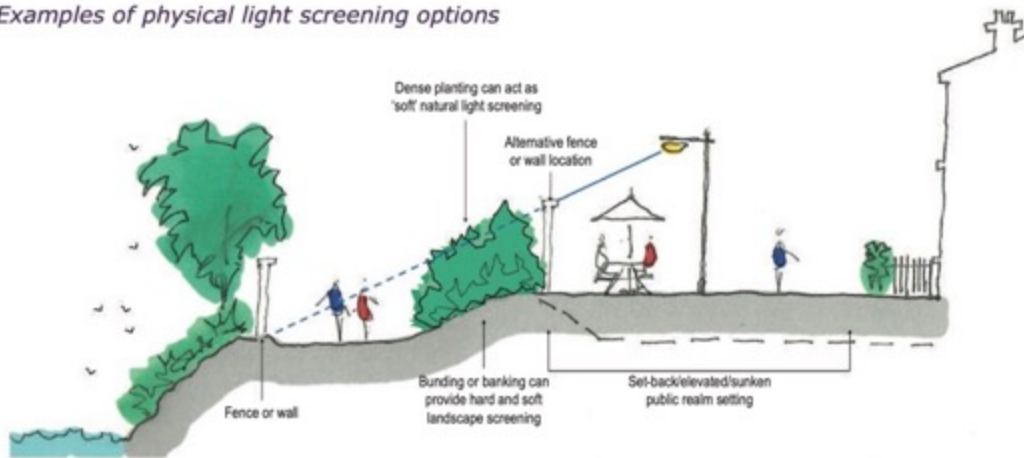 Examples of physical light screening options
Dense planting can act as
'soft' natural light screening
Alternative fence
or wall location
Fence or wall
Bunding or banking can
provide hard and soft
landscape screening
Set-back/elevated/sunken
public realm setting